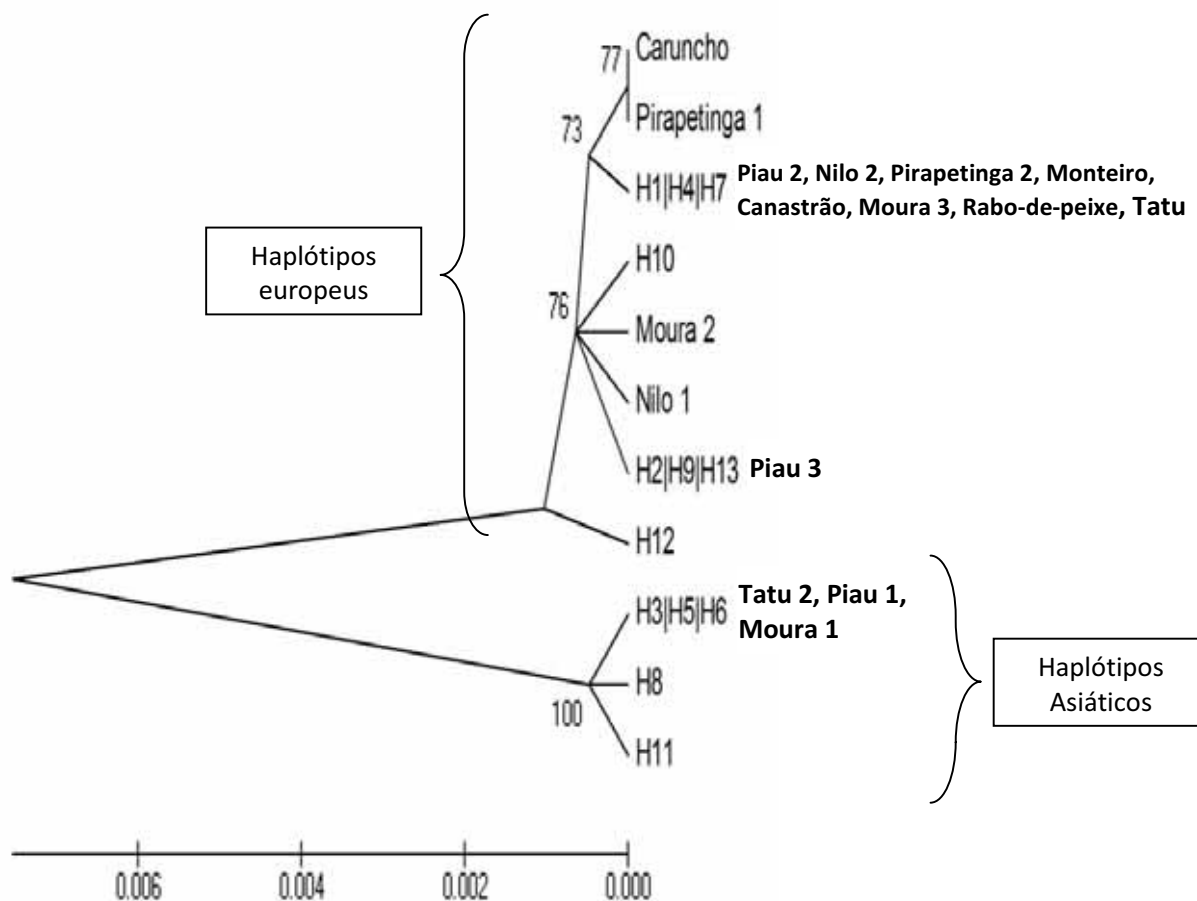 Caruncho
77
Pirapetinga 1
73
H1|H4|H7
Piau 2, Nilo 2, Pirapetinga 2, Monteiro,
Canastrão, Moura 3, Rabo-de-peixe, Tatu
Haplótipos
europeus
H10
76
Moura 2
Nilo 1
H2|H9|H13 Piau 3
H12
H3|H5|H6
Tatu 2, Piau 1,
Moura 1
H8
Haplótipos
Asiáticos
100
H11
0.006 0.004 0.002 0.000